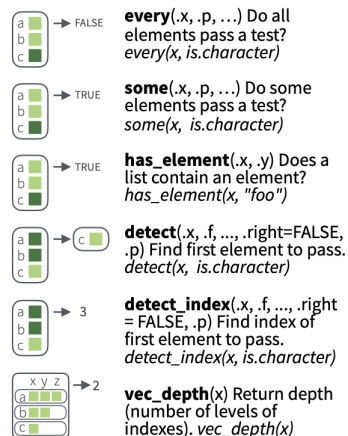 a
b
c
FALSE
every(.x, .p, …) Do all
elements pass a test?
every(x, is.character)
a
b
c
TRUE
some(.x, .p, …) Do some
elements pass a test?
some(x, is.character)
a
b
c
TRUE
has_element(.x, .y) Does a
list contain an element?
has_element(x, "foo")
a
b
c
c
detect(.x, .f, ..., .right=FALSE,
.p) Find first element to pass.
detect(x, is.character)
a
b
c
3
detect_index(.x, .f, ..., .right
= FALSE, .p) Find index of
first element to pass.
detect_index(x, is.character)
x y z
a
b
c
2
vec_depth(x) Return depth
(number of levels of
indexes). vec_depth(x)